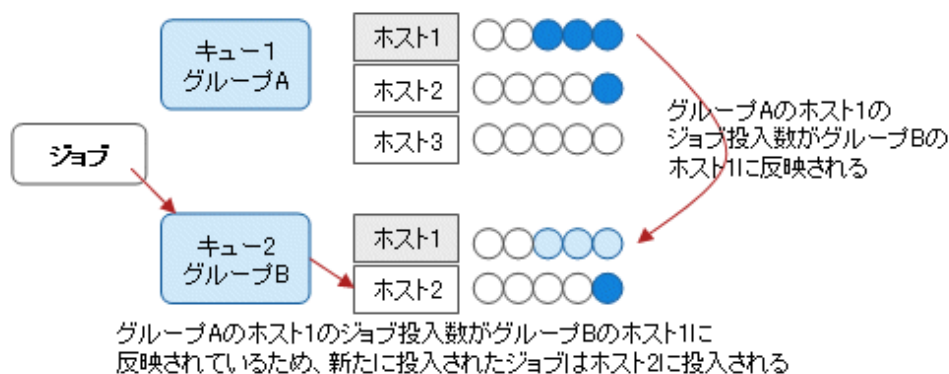 キュー1
グループA
ホスト1
ホスト2
ホスト3
グループAのホスト1の
ジョブ投入数がグループBの
ホスト1に反映される
ジョブ
キュー2
グループB
ホスト1
ホスト2
グループAのホスト1のジョブ投入数がグループBのホスト1に
反映されているため、新たに投入されたジョブはホスト2に投入される